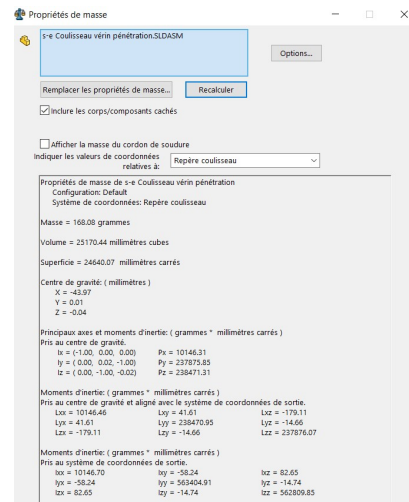 Propriétés de masse
s-e Coulisseau vérin pénétration.SLDASM
Options...
Remplacer les propriétés de masse... Recalculer
Inclure les corps/composants cachés
Afficher la masse du cordon de soudure
Indiquer les valeurs de coordonnées
relatives à: Repère coulisseau
Propriétés de masse de s-e Coulisseau vérin pénétration
Configuration: Default
Système de coordonnées: Repère coulisseau
Masse = 168.08 grammes
Volume = 25170.44 millimètres cubes
Superficie = 24640.07 millimètres carrés
Centre de gravité: ( millimètres )
X = -43.97
Y = 0.01
Z = -0.04
Principaux axes et moments d'inertie: ( grammes * millimètres carrés )
Pris au centre de gravité.
Ix = (-1.00, 0.00, 0.00) Px = 10146.31
Iy = ( 0.00, 0.02, -1.00) Py = 237875.85
Iz = ( 0.00, -1.00, -0.02) Pz = 238471.31
Moments d'inertie: ( grammes * millimètres carrés )
Pris au centre de gravité et aligné avec le système de coordonnées de sortie.
Lxx = 10146.46 Lxy = 41.61 Lxz = -179.11
Lyx = 41.61 Lyy = 238470.95 Lyz = -14.66
Lzx = -179.11 Lzy = -14.66 Lzz = 237876.07
Moments d'inertie: ( grammes * millimètres carrés )
Pris au système de coordonnées de sortie.
Ixx = 10146.70 Ixy = -58.24 Ixz = 82.65
Iyx = -58.24 Iyy = 563404.91 Iyz = -14.74
Izx = 82.65 Izy = -14.74 Izz = 562809.85